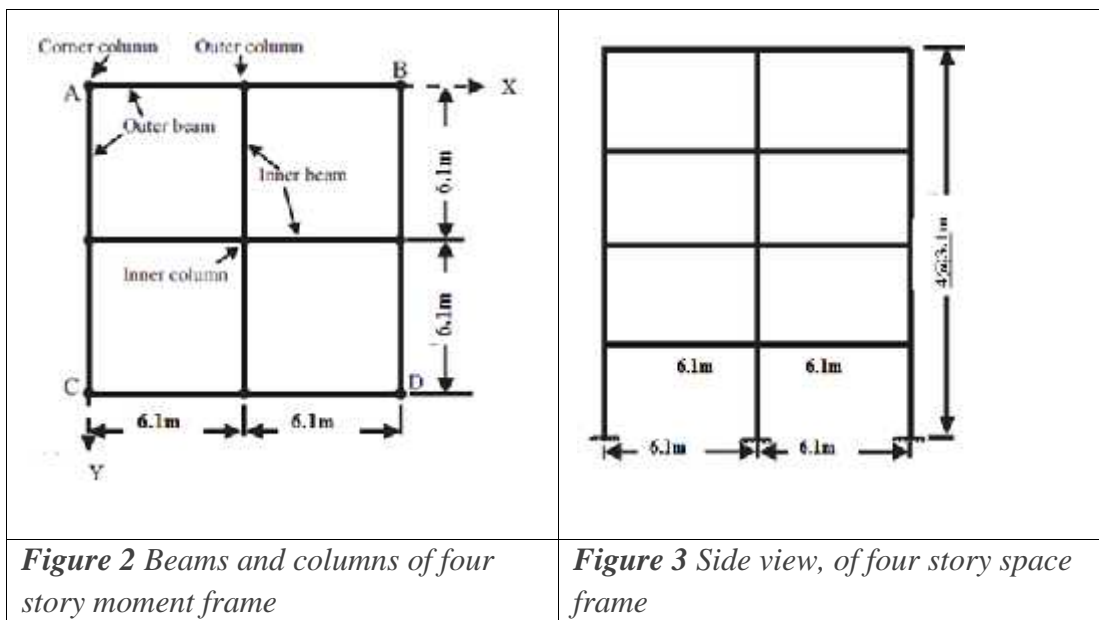 Corner column
Outer column
A
B
X
Outer beam
Inner beam
6.1m
Inner column
6.1m
C
D
6.1m
6.1m
Y
6.1m
6.1m
6.1m
6.1m
Figure 2 Beams and columns of four
story moment frame
Figure 3 Side view, of four story space
frame